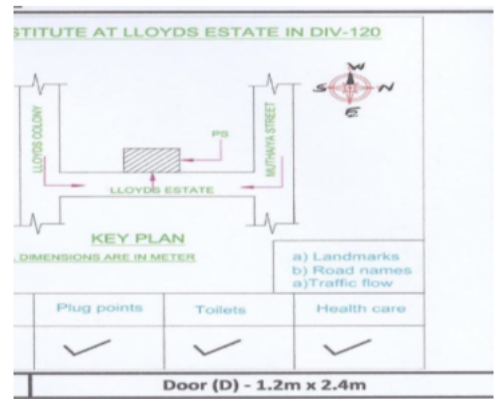 STITUTE AT LLOYDS ESTATE IN DIV-120
W
S N
E
LLOYDS COLONY
PS
MUTHAIYA STREET
LLOYDS ESTATE
KEY PLAN
DIMENSIONS ARE IN METER
a) Landmarks
b) Road names
a)Traffic flow
Plug points Toilets Health care
Door (D) - 1.2m x 2.4m